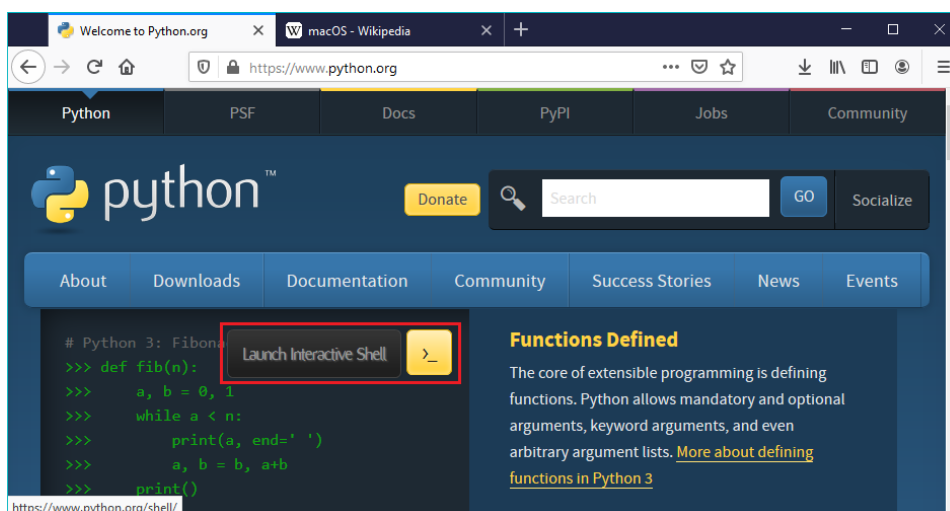 Welcome to Python.org
macOS - Wikipedia
https://www.python.org
Python
PSF
Docs
PyPI
Jobs
Community
python™
Donate
Search
GO
Socialize
About
Downloads
Documentation
Community
Success Stories
News
Events
# Python 3: Fibona
Launch Interactive Shell
>_
>>> def fib(n):
>>>     a, b = 0, 1
>>>     while a < n:
>>>         print(a, end=' ')
>>>         a, b = b, a+b
>>>     print()
Functions Defined
The core of extensible programming is defining
functions. Python allows mandatory and optional
arguments, keyword arguments, and even
arbitrary argument lists. More about defining
functions in Python 3
https://www.python.org/shell/